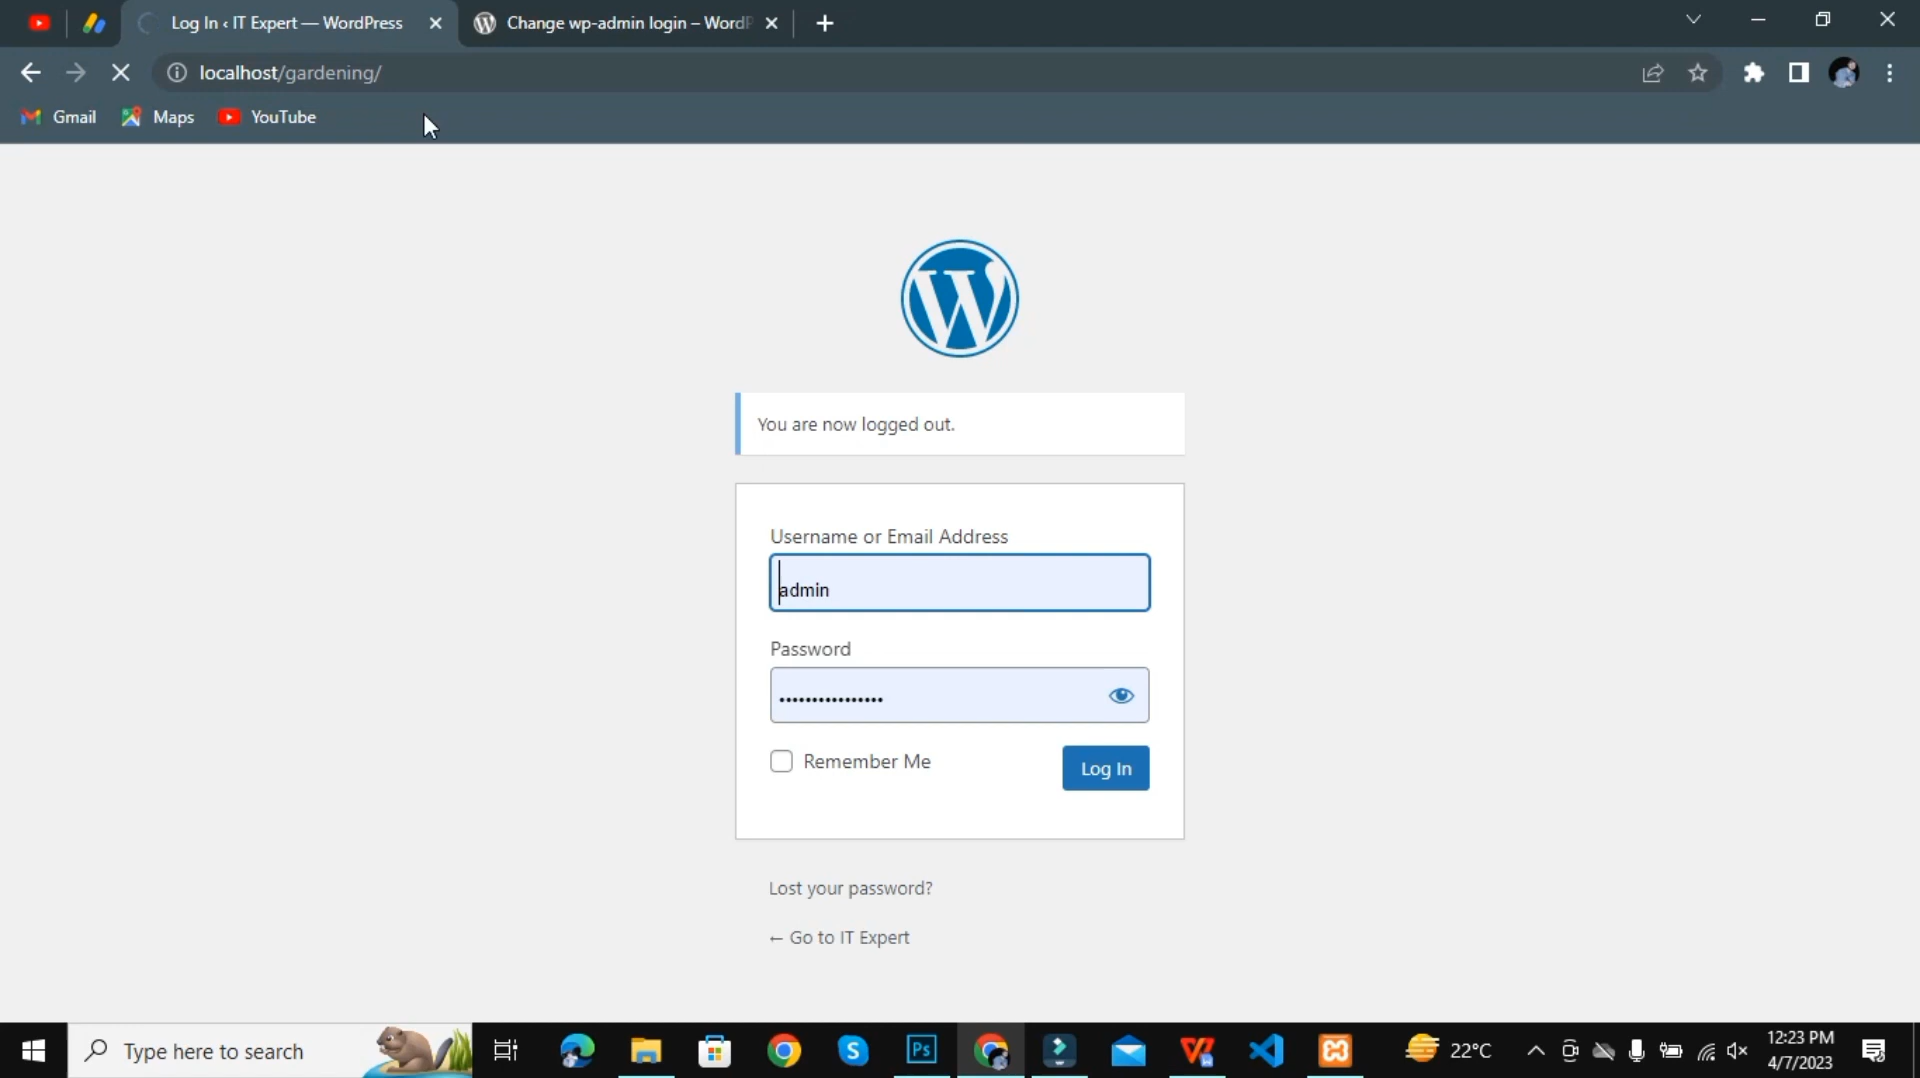 Log In ‹ IT Expert — WordPress
Change wp-admin login – WordP
localhost/gardening/
Gmail
Maps
YouTube
You are now logged out.
Username or Email Address
admin
Password
••••••••••••••••
Remember Me
Log In
Lost your password?
← Go to IT Expert
Type here to search
Ps
22°C
12:23 PM
4/7/2023